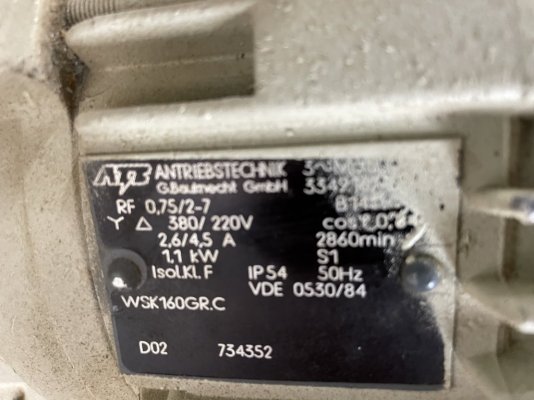 ATB ANTRIEBSTECHNIK
G.Bauknecht GmbH
RF 0,75/2-7
Y Δ 380/220V
2,6/4,5 A 2860min
1,1 kW S1
Isol.Kl.F IP54 50Hz
VDE 0530/84
WSK160GR.C
D02 734352